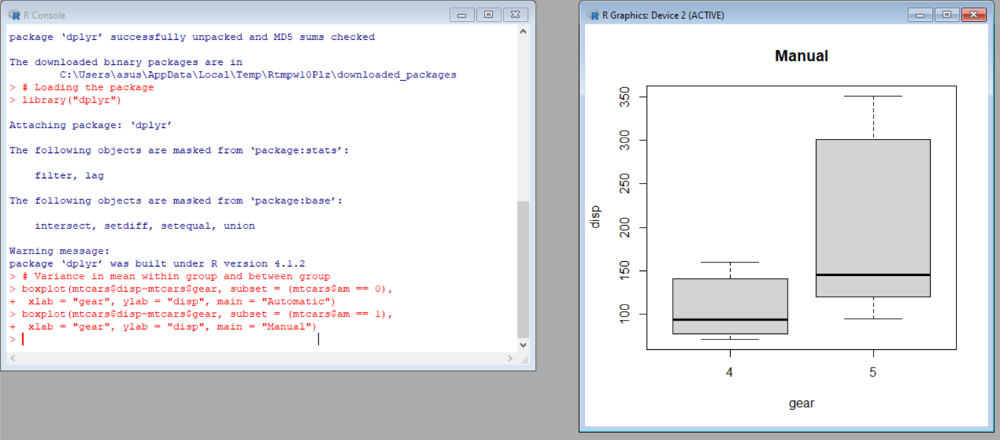 R Console
package ‘dplyr’ successfully unpacked and MD5 sums checked
The downloaded binary packages are in
C:\Users\asus\AppData\Local\Temp\Rtmpw10Plz\downloaded_packages
> # Loading the package
> library("dplyr")
Attaching package: ‘dplyr’
The following objects are masked from ‘package:stats’:
filter, lag
The following objects are masked from ‘package:base’:
intersect, setdiff, setequal, union
Warning message:
package ‘dplyr’ was built under R version 4.1.2
> # Variance in mean within group and between group
> boxplot(mtcars$disp~mtcars$gear, subset = (mtcars$am == 0),
+  xlab = "gear", ylab = "disp", main = "Automatic")
> boxplot(mtcars$disp~mtcars$gear, subset = (mtcars$am == 1),
+  xlab = "gear", ylab = "disp", main = "Manual")
>
R Graphics: Device 2 (ACTIVE)
Manual
350
300
250
200
150
100
disp
4 5
gear